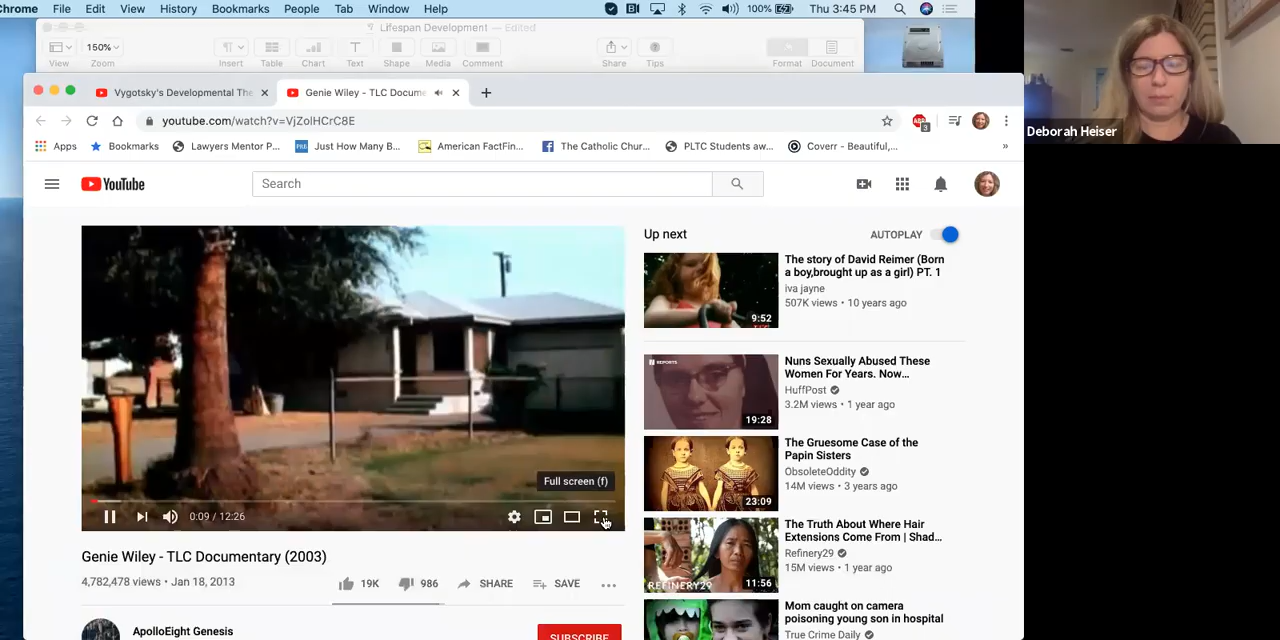 Chrome File Edit View History Bookmarks People Tab Window Help 100% Thu 3:45 PM
Lifespan Development — Edited
150%
View Zoom Insert Table Chart Text Shape Media Comment Share Tips Format Document
Vygotsky's Developmental The
Genie Wiley - TLC Docume
youtube.com/watch?v=VjZolHCrC8E
Apps
Bookmarks
Lawyers Mentor P...
Just How Many B...
American FactFin...
The Catholic Chur...
PLTC Students aw...
Coverr - Beautiful,...
Deborah Heiser
YouTube
Search
Full screen (f)
0:09 / 12:26
Genie Wiley - TLC Documentary (2003)
4,782,478 views • Jan 18, 2013
19K
986
SHARE
SAVE
ApolloEight Genesis
SUBSCRIBE
Up next
AUTOPLAY
The story of David Reimer (Born
a boy,brought up as a girl) PT. 1
iva jayne
507K views • 10 years ago
9:52
Nuns Sexually Abused These
Women For Years. Now...
HuffPost
3.2M views • 1 year ago
REPORTS
19:28
The Gruesome Case of the
Papin Sisters
ObsoleteOddity
14M views • 3 years ago
23:09
The Truth About Where Hair
Extensions Come From | Shad...
Refinery29
15M views • 1 year ago
REFINERY29
11:56
Mom caught on camera
poisoning young son in hospital
True Crime Daily